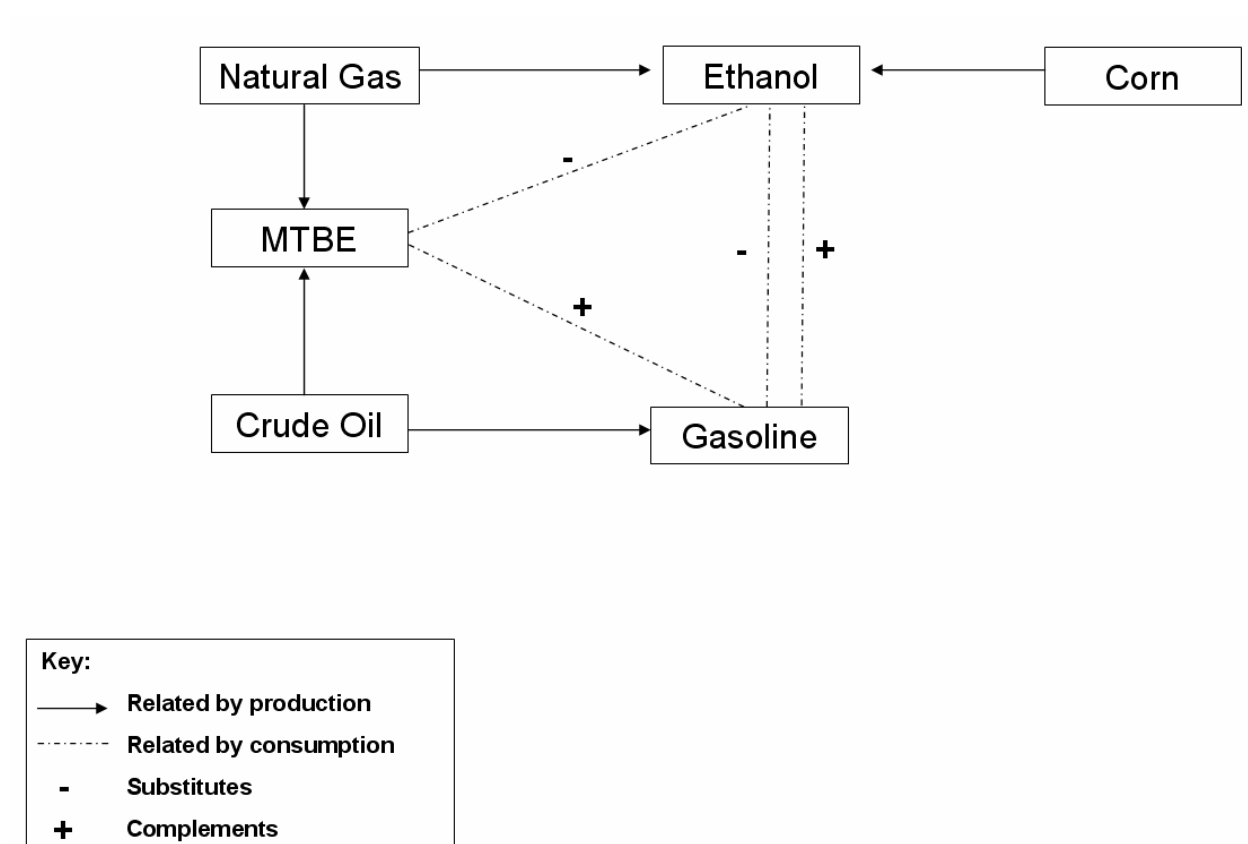 Natural Gas
Ethanol
Corn
-
MTBE
-
+
+
Crude Oil
Gasoline
Key:
Related by production
Related by consumption
- Substitutes
+ Complements